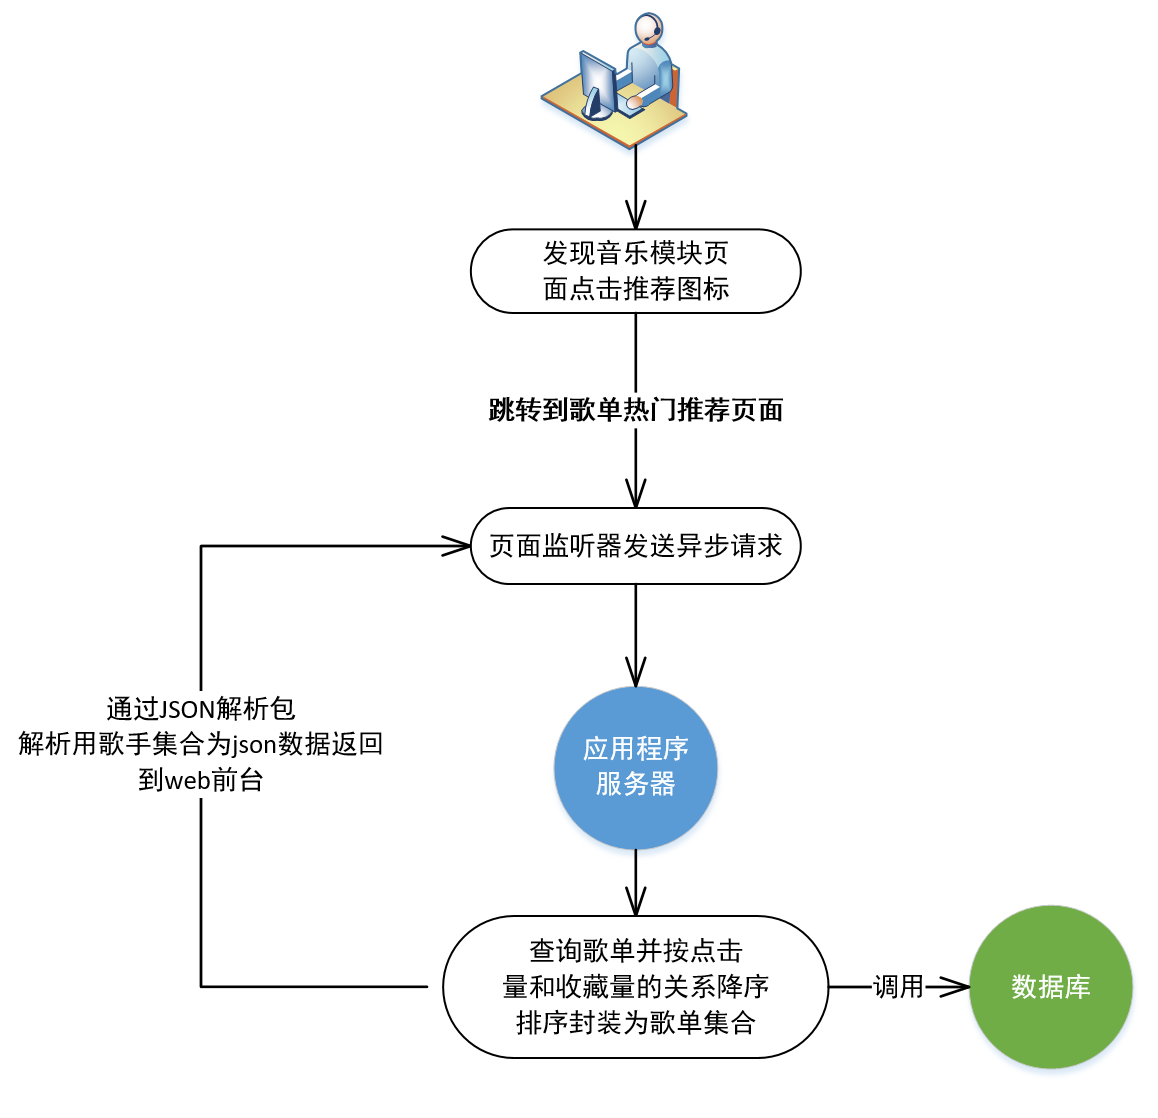 发现音乐模块页
面点击推荐图标
跳转到歌单热门推荐页面
页面监听器发送异步请求
通过JSON解析包
解析用歌手集合为json数据返回
到web前台
应用程序
服务器
查询歌单并按点击
量和收藏量的关系降序
排序封装为歌单集合
调用
数据库